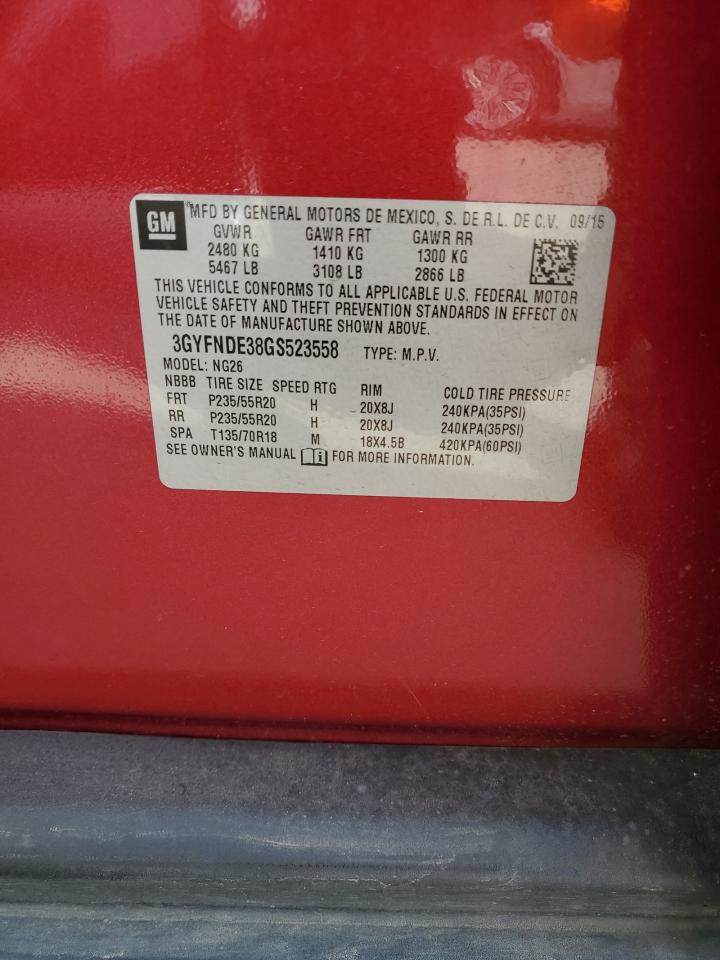 GM ® MFD BY GENERAL MOTORS DE MEXICO, S. DE R.L. DE C.V. 09/15
GVWR GAWR FRT GAWR RR
2480 KG 1410 KG 1300 KG
5467 LB 3108 LB 2866 LB
THIS VEHICLE CONFORMS TO ALL APPLICABLE U.S. FEDERAL MOTOR
VEHICLE SAFETY AND THEFT PREVENTION STANDARDS IN EFFECT ON
THE DATE OF MANUFACTURE SHOWN ABOVE.
3GYFNDE38GS523558 TYPE: M.P.V.
MODEL: NG26
NBBB TIRE SIZE SPEED RTG RIM COLD TIRE PRESSURE
FRT P235/55R20 H 20X8J 240KPA(35PSI)
RR P235/55R20 H 20X8J 240KPA(35PSI)
SPA T135/70R18 M 18X4.5B 420KPA(60PSI)
SEE OWNER'S MANUAL i FOR MORE INFORMATION.